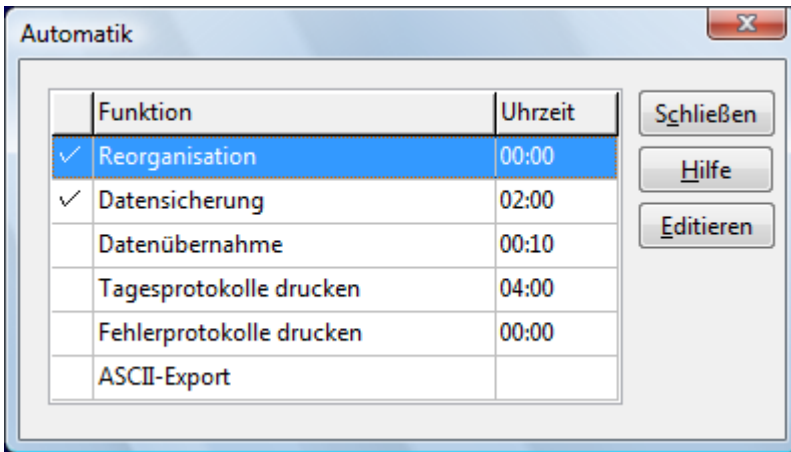 Automatik
Funktion Uhrzeit
Reorganisation 00:00
Datensicherung 02:00
Datenübernahme 00:10
Tagesprotokolle drucken 04:00
Fehlerprotokolle drucken 00:00
ASCII-Export
Schließen
Hilfe
Editieren